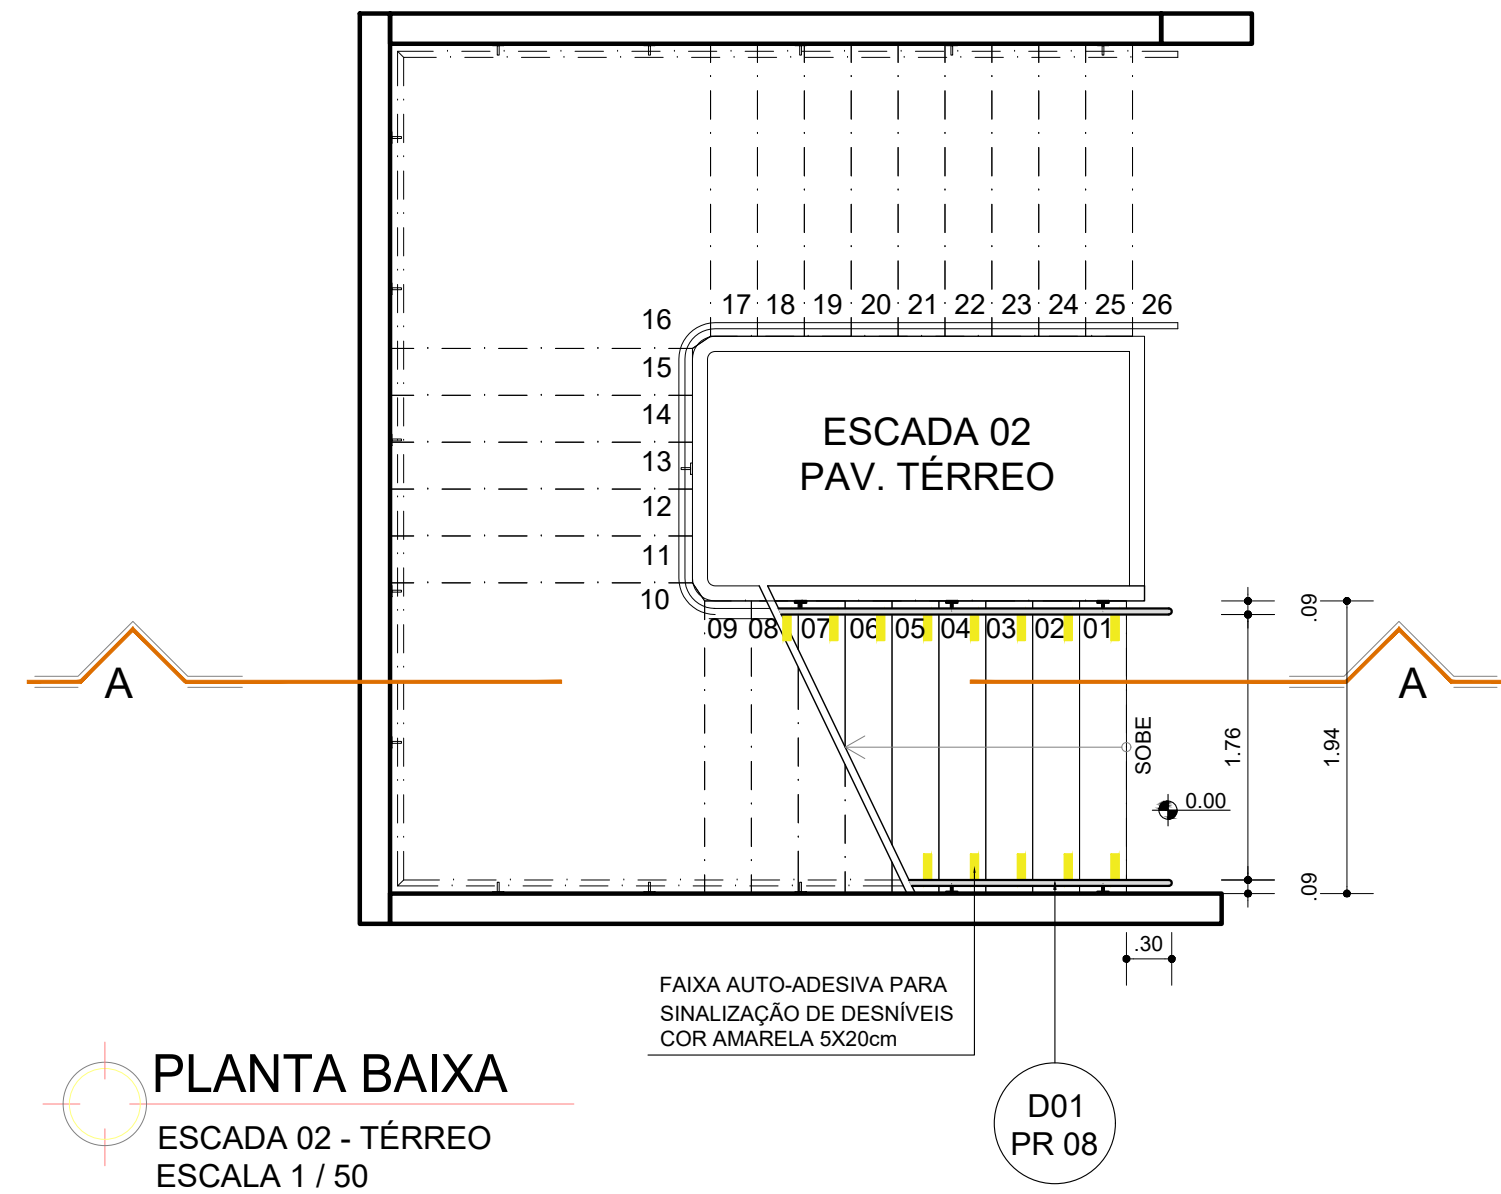 17 18 19 20 21 22 23 24 25 26
16
15
14
13
12
11
10
ESCADA 02
PAV. TÉRREO
09 08 07 06 05 04 03 02 01
A
A
SOBE
0.00
.09
1.76
1.94
.09
.30
FAIXA AUTO-ADESIVA PARA
SINALIZAÇÃO DE DESNÍVEIS
COR AMARELA 5X20cm
D01
PR 08
PLANTA BAIXA
ESCADA 02 - TÉRREO
ESCALA 1 / 50